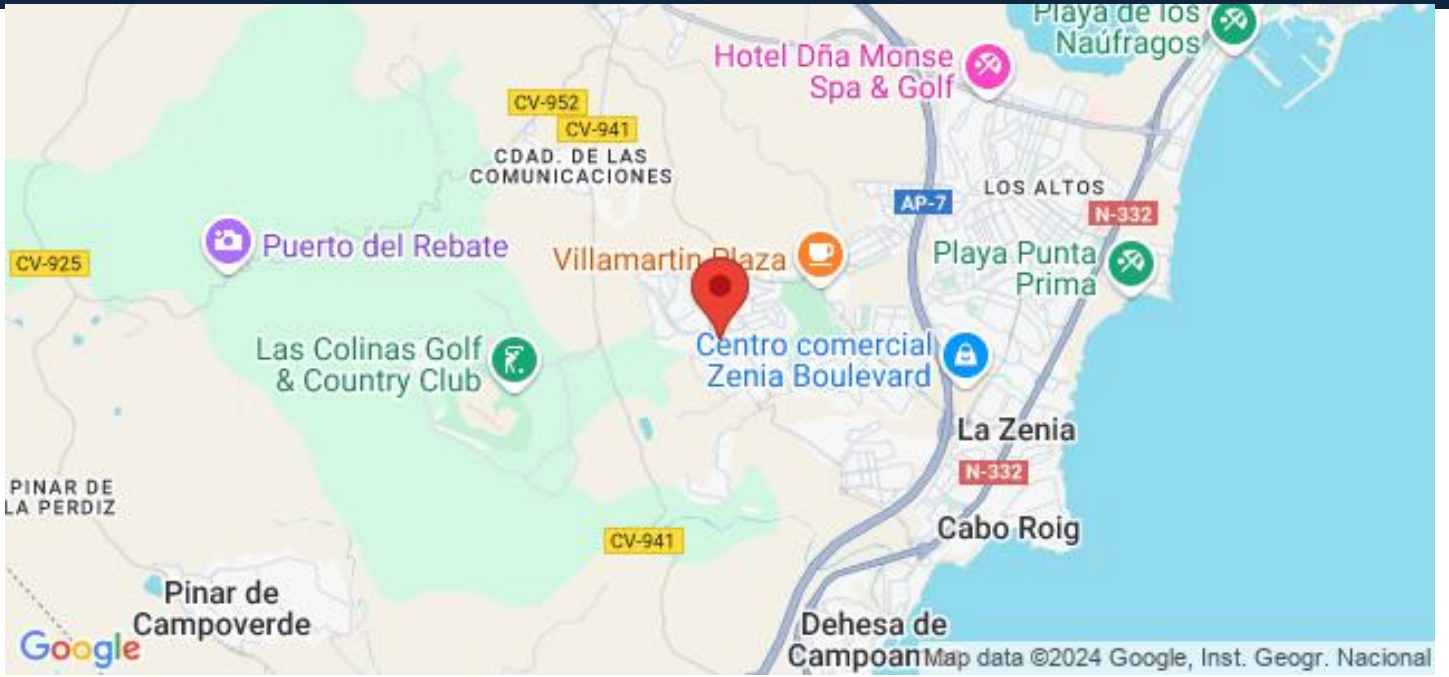 Playa de los
Naúfragos
Hotel Dña Monse
Spa & Golf
CV-952
CV-941
CDAD. DE LAS
COMUNICACIONES
LOS ALTOS
AP-7
N-332
Puerto del Rebate
CV-925
Villamartin Plaza
Playa Punta
Prima
Las Colinas Golf
& Country Club
Centro comercial
Zenia Boulevard
La Zenia
N-332
PINAR DE
LA PERDIZ
Cabo Roig
CV-941
Pinar de
Campoverde
Dehesa de
Google
Map data ©2024 Google, Inst. Geogr. Nacional